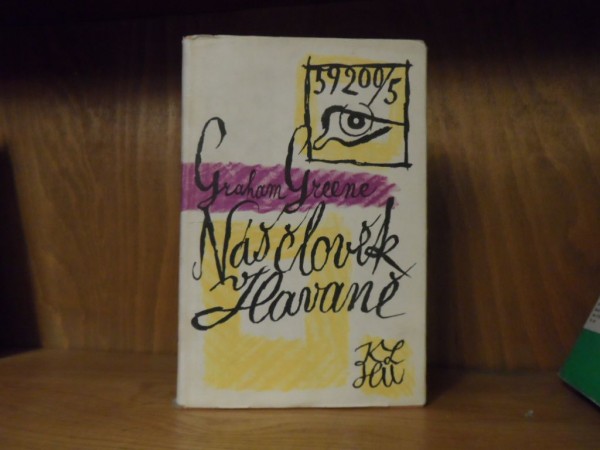 59200/5
Graham Greene
Náš člověk
v Havaně
KL
HU